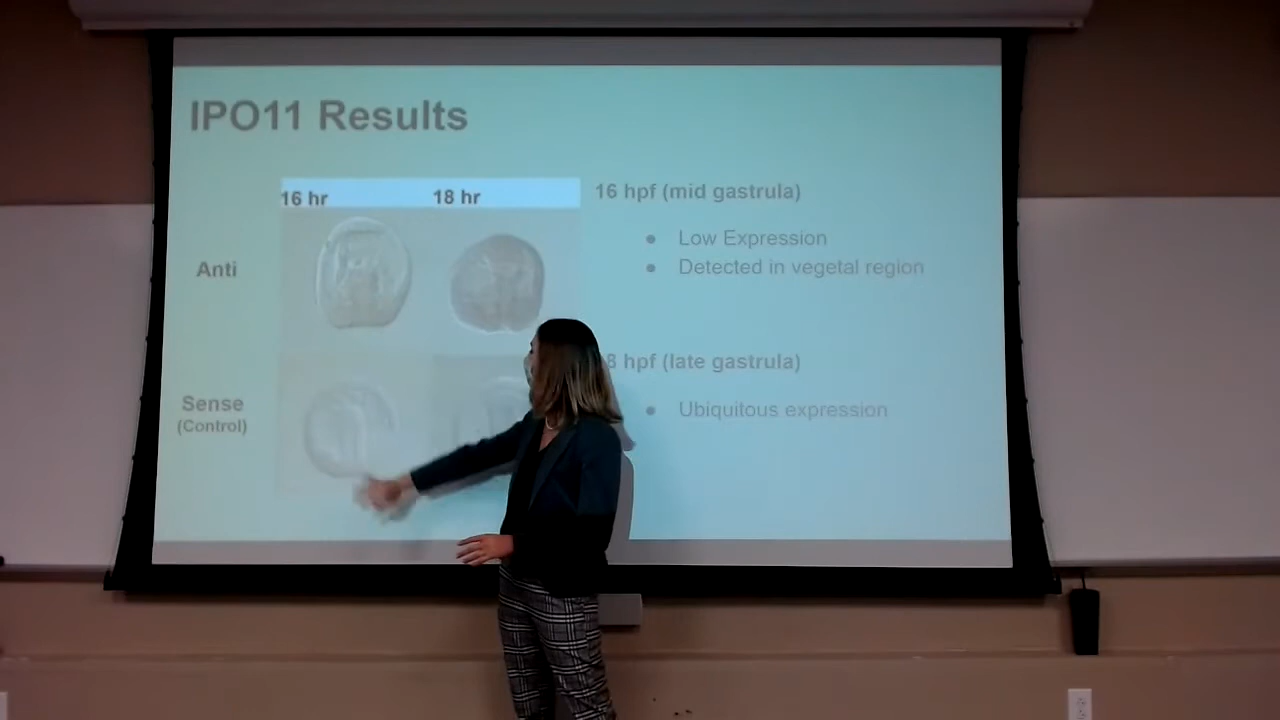 IPO11 Results
16 hr 18 hr
Anti
Sense
(Control)
16 hpf (mid gastrula)
● Low Expression
● Detected in vegetal region
8 hpf (late gastrula)
● Ubiquitous expression